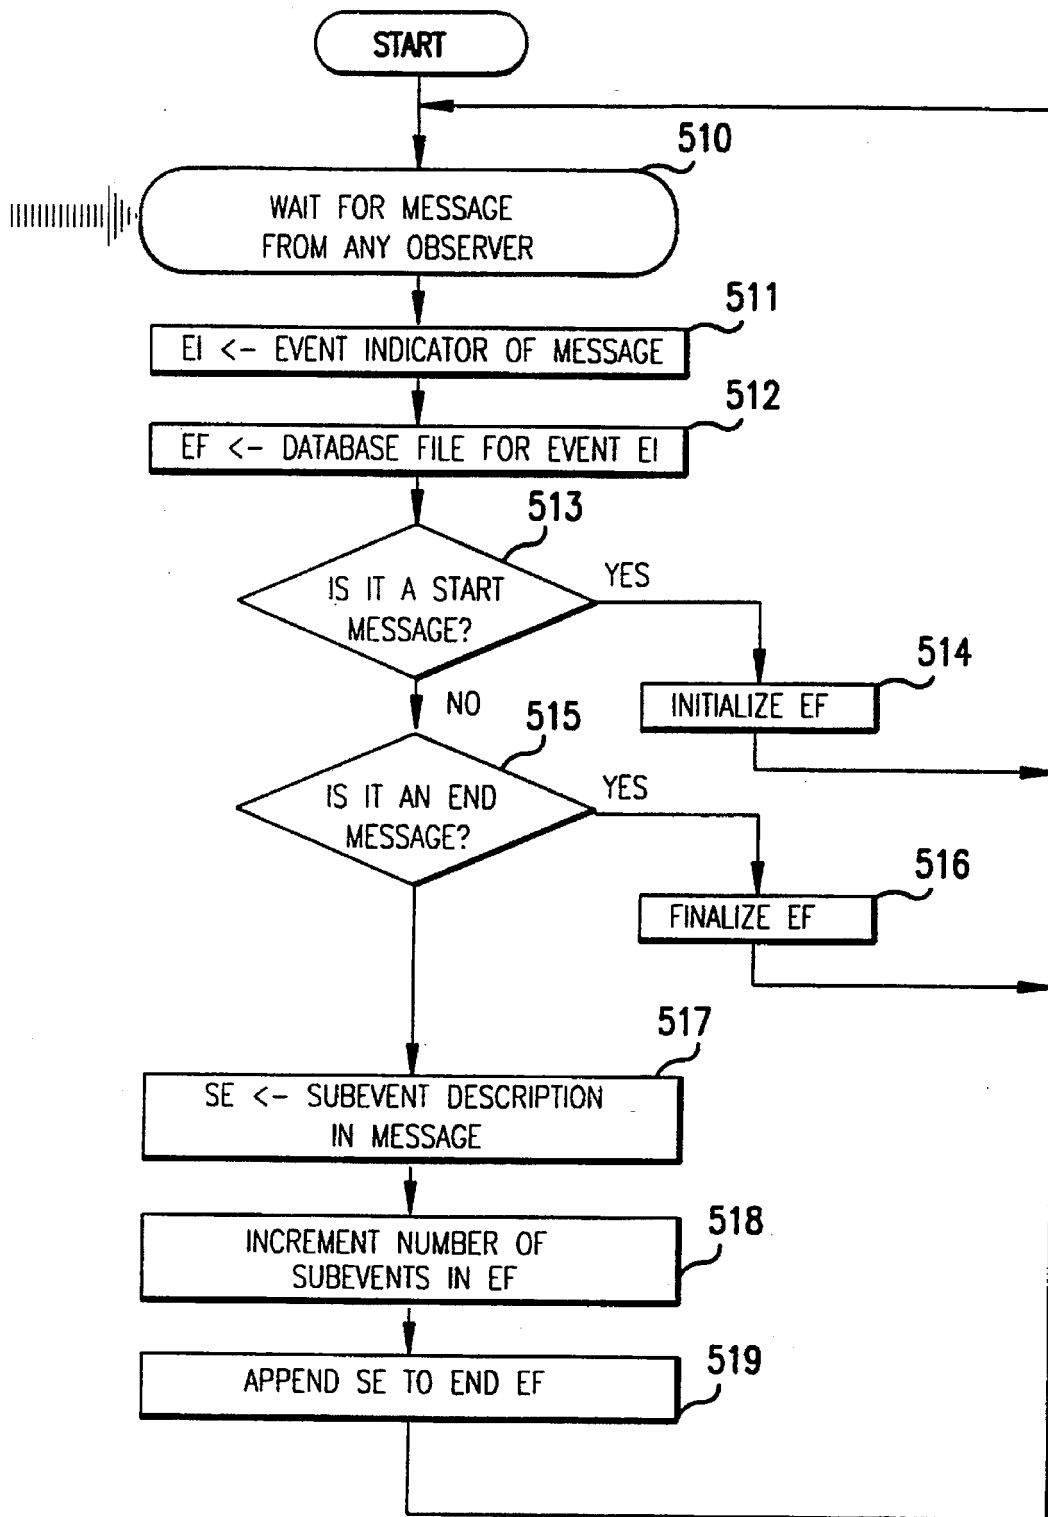 START
510
WAIT FOR MESSAGE
FROM ANY OBSERVER
511
EI <- EVENT INDICATOR OF MESSAGE
512
EF <- DATABASE FILE FOR EVENT EI
513
IS IT A START
MESSAGE?
YES
514
INITIALIZE EF
NO
515
IS IT AN END
MESSAGE?
YES
516
FINALIZE EF
517
SE <- SUBEVENT DESCRIPTION
IN MESSAGE
518
INCREMENT NUMBER OF
SUBEVENTS IN EF
519
APPEND SE TO END EF